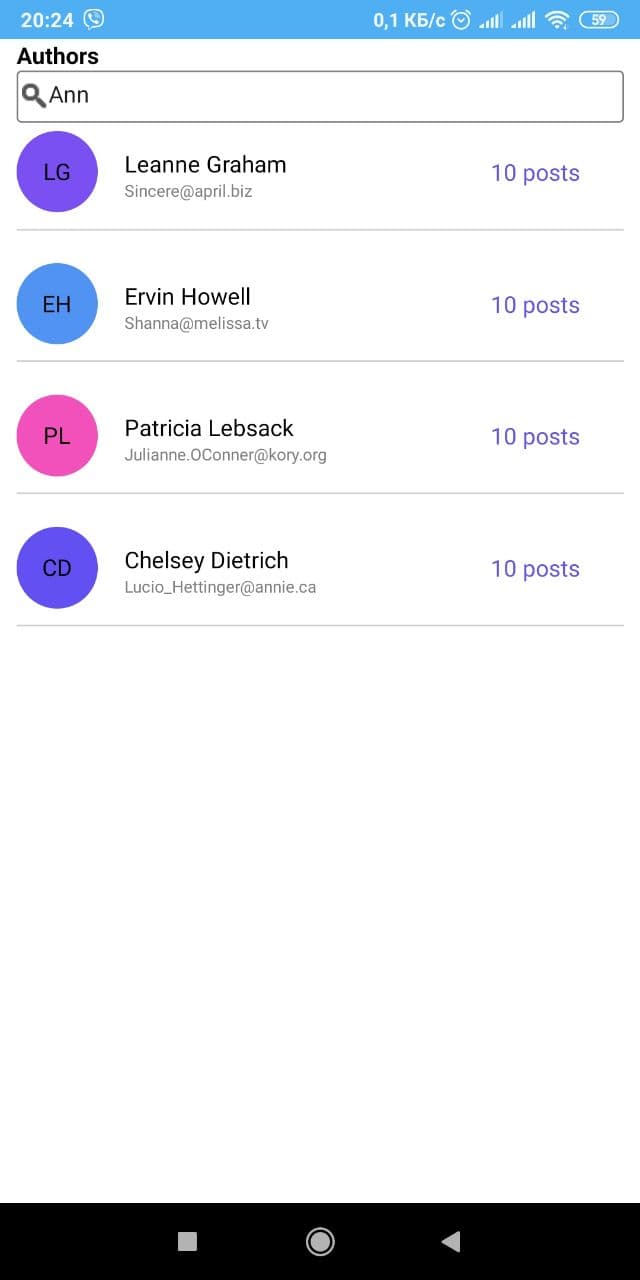 20:24 0,1 КБ/с 59
Authors
Ann
LG Leanne Graham 10 posts
Sincere@april.biz
EH Ervin Howell 10 posts
Shanna@melissa.tv
PL Patricia Lebsack 10 posts
Julianne.OConner@kory.org
CD Chelsey Dietrich 10 posts
Lucio_Hettinger@annie.ca